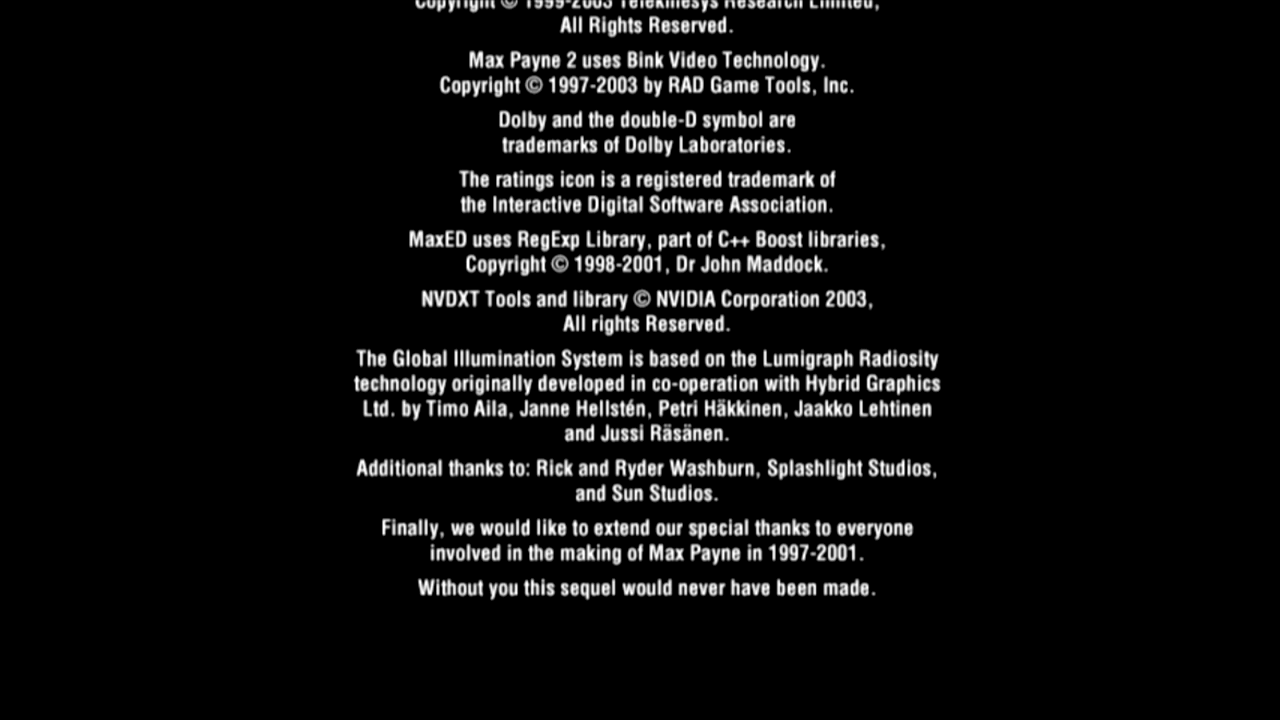 Copyright © 1999-2003 Telekinesys Research Limited,
All Rights Reserved.
Max Payne 2 uses Bink Video Technology.
Copyright © 1997-2003 by RAD Game Tools, Inc.
Dolby and the double-D symbol are
trademarks of Dolby Laboratories.
The ratings icon is a registered trademark of
the Interactive Digital Software Association.
MaxED uses RegExp Library, part of C++ Boost libraries,
Copyright © 1998-2001, Dr John Maddock.
NVDXT Tools and library © NVIDIA Corporation 2003,
All rights Reserved.
The Global Illumination System is based on the Lumigraph Radiosity
technology originally developed in co-operation with Hybrid Graphics
Ltd. by Timo Aila, Janne Hellstén, Petri Häkkinen, Jaakko Lehtinen
and Jussi Räsänen.
Additional thanks to: Rick and Ryder Washburn, Splashlight Studios,
and Sun Studios.
Finally, we would like to extend our special thanks to everyone
involved in the making of Max Payne in 1997-2001.
Without you this sequel would never have been made.